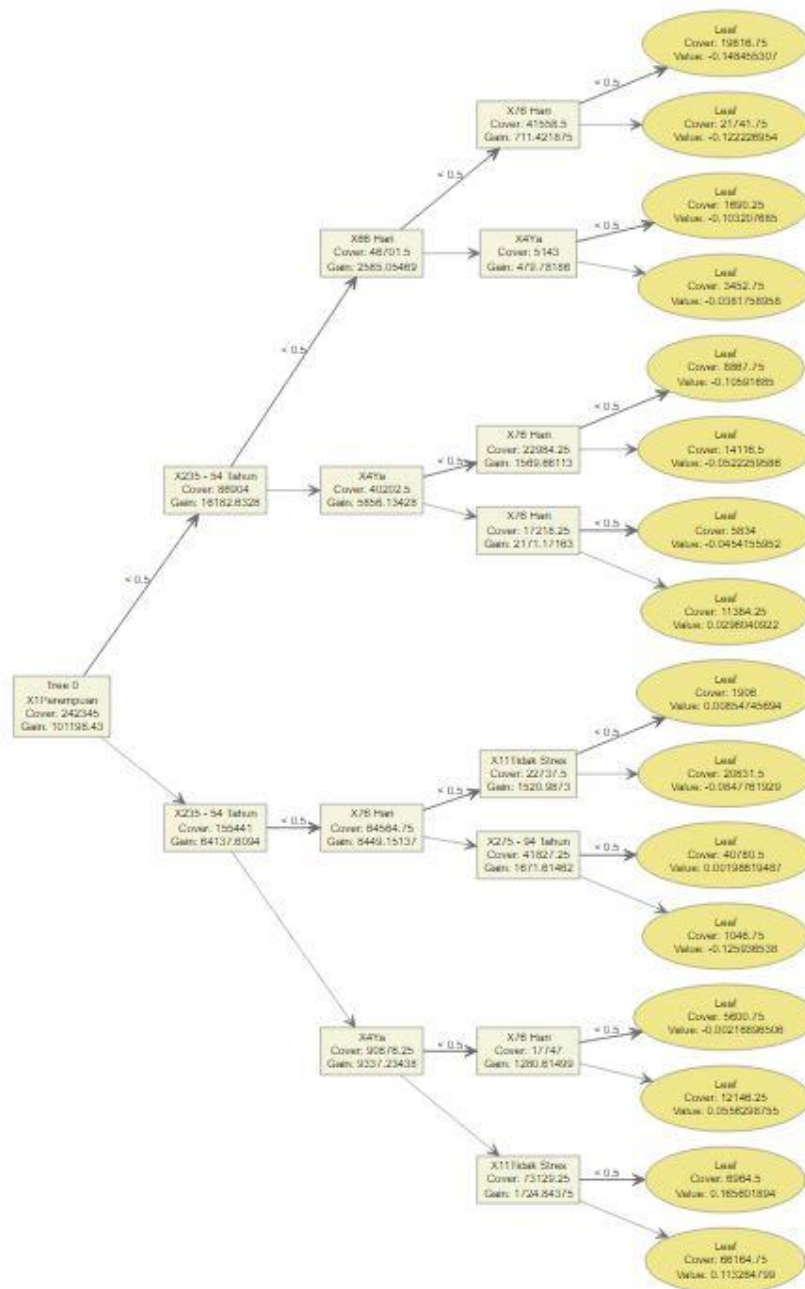 Leaf
Cover: 19816.75
Value: -0.148455307
X76 Hari
Cover: 41558.5
Gain: 711.421875
< 0.5
Leaf
Cover: 21741.75
Value: -0.122226954
< 0.5
Leaf
Cover: 1690.25
Value: -0.103207685
X66 Hari
Cover: 46701.5
Gain: 2585.05469
X4Ya
Cover: 5143
Gain: 479.78186
< 0.5
Leaf
Cover: 3452.75
Value: -0.0381758958
< 0.5
Leaf
Cover: 8867.75
Value: -0.10591685
X76 Hari
Cover: 22984.25
Gain: 1569.66113
< 0.5
Leaf
Cover: 14116.5
Value: -0.0522259586
X235 - 54 Tahun
Cover: 86904
Gain: 16182.6328
X4Ya
Cover: 40202.5
Gain: 5856.13428
< 0.5
X76 Hari
Cover: 17218.25
Gain: 2171.17163
< 0.5
Leaf
Cover: 5834
Value: -0.0454155952
< 0.5
Leaf
Cover: 11384.25
Value: 0.0296040922
Tree 0
X1Perempuan
Cover: 242345
Gain: 101198.43
Leaf
Cover: 1906
Value: 0.00854745694
X11Tidak Stres
Cover: 22737.5
Gain: 1520.9873
< 0.5
Leaf
Cover: 20831.5
Value: -0.0847761929
X235 - 54 Tahun
Cover: 155441
Gain: 64137.6094
< 0.5
X76 Hari
Cover: 64564.75
Gain: 8449.15137
< 0.5
X275 - 94 Tahun
Cover: 41827.25
Gain: 1671.61462
< 0.5
Leaf
Cover: 40780.5
Value: 0.00198619487
Leaf
Cover: 1046.75
Value: -0.125936538
X4Ya
Cover: 90876.25
Gain: 9337.23438
< 0.5
X76 Hari
Cover: 17747
Gain: 1280.61499
< 0.5
Leaf
Cover: 5600.75
Value: -0.00216896506
Leaf
Cover: 12146.25
Value: 0.0556298755
X11Tidak Stres
Cover: 73129.25
Gain: 1724.84375
< 0.5
Leaf
Cover: 6964.5
Value: 0.165601894
Leaf
Cover: 66164.75
Value: 0.113264799